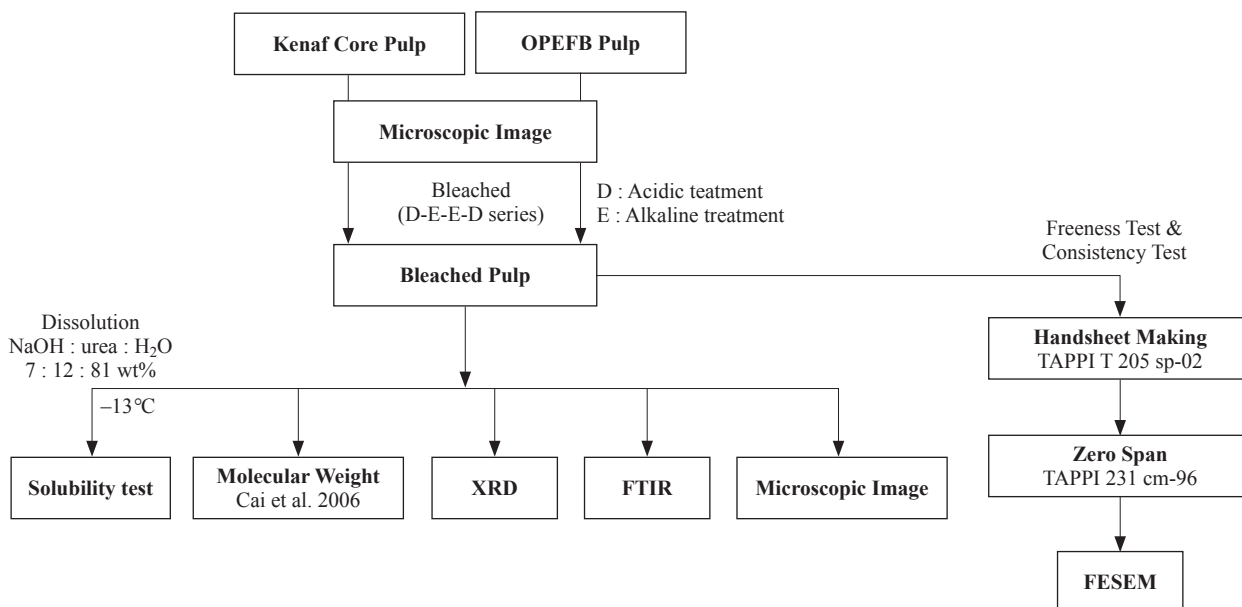 Kenaf Core Pulp
OPEFB Pulp
Microscopic Image
Bleached
(D-E-E-D series)
D : Acidic teatment
E : Alkaline treatment
Freeness Test &
Consistency Test
Bleached Pulp
Dissolution
NaOH : urea : H₂O
7 : 12 : 81 wt%
–13℃
Handsheet Making
TAPPI T 205 sp-02
Solubility test
Molecular Weight
Cai et al. 2006
XRD
FTIR
Microscopic Image
Zero Span
TAPPI 231 cm-96
FESEM